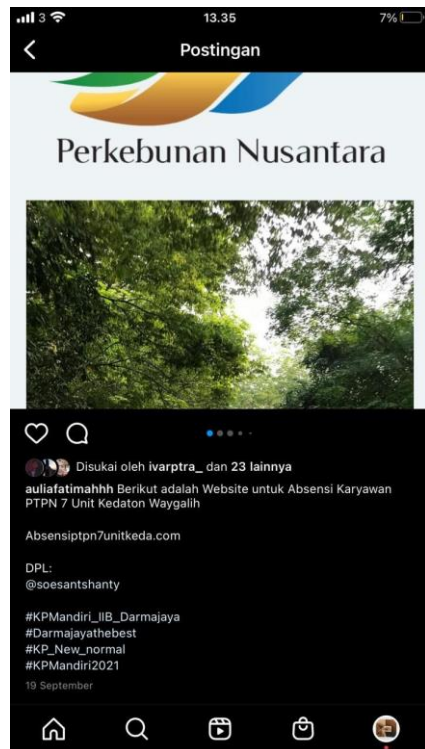 3
13.35
7%
Postingan
Perkebunan Nusantara
Disukai oleh ivarptra_ dan 23 lainnya
auliafatimahhh Berikut adalah Website untuk Absensi Karyawan
PTPN 7 Unit Kedaton Waygalih
Absensiptpn7unitkeda.com
DPL:
@soesantshanty
#KPMandiri_IIB_Darmajaya
#Darmajayathebest
#KP_New_normal
#KPMandiri2021
19 September